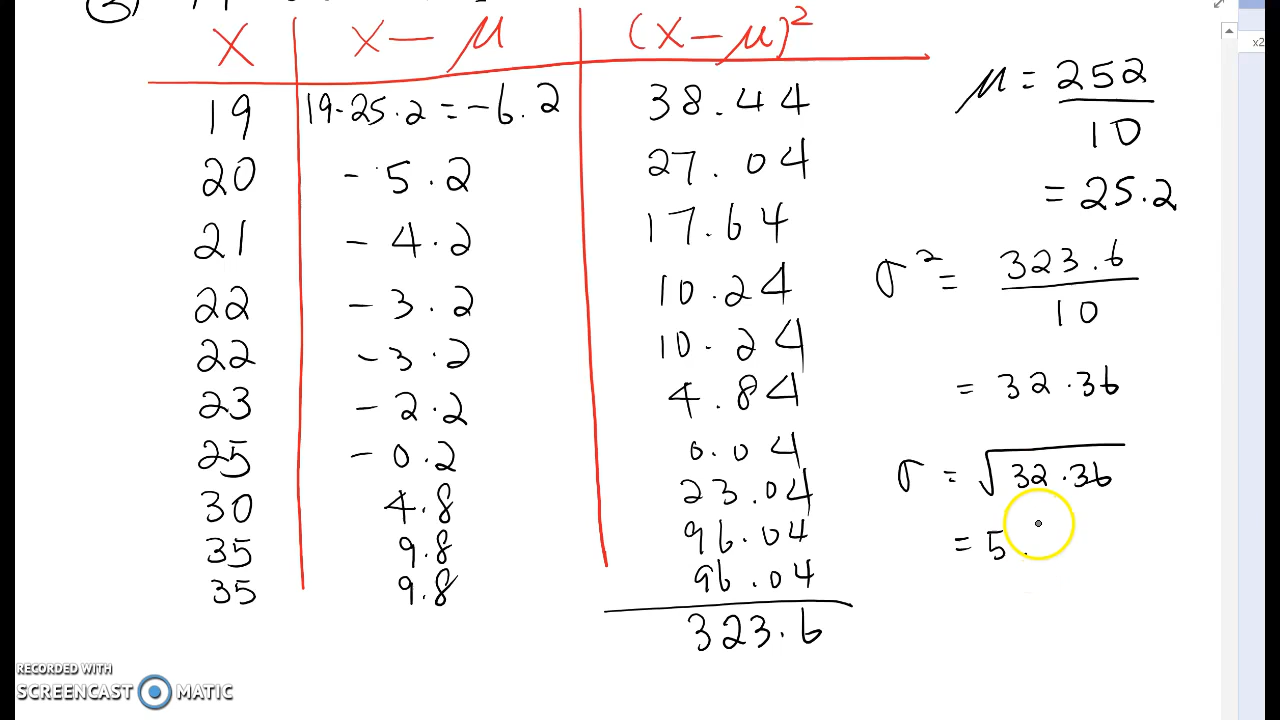 X | X − μ | (X − μ)²
19 | 19-25.2 = -6.2 | 38.44
20 | - 5.2 | 27.04
21 | - 4.2 | 17.64
22 | - 3.2 | 10.24
22 | - 3.2 | 10.24
23 | - 2.2 | 4.84
25 | - 0.2 | 0.04
30 | 4.8 | 23.04
35 | 9.8 | 96.04
35 | 9.8 | 96.04
323.6
μ = 252
10
= 25.2
σ² = 323.6
10
= 32.36
σ = √32.36
= 5.
x2
RECORDED WITH
SCREENCAST MATIC